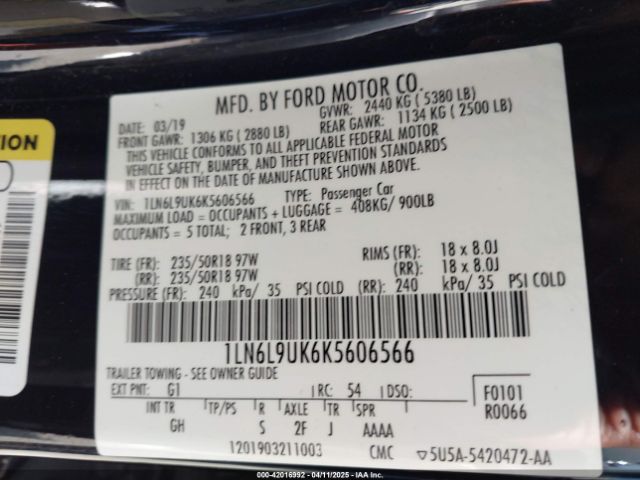 MFD. BY FORD MOTOR CO.
DATE: 03/19 GVWR: 2440 KG ( 5380 LB)
FRONT GAWR: 1306 KG ( 2880 LB) REAR GAWR: 1134 KG ( 2500 LB)
THIS VEHICLE CONFORMS TO ALL APPLICABLE FEDERAL MOTOR
VEHICLE SAFETY, BUMPER, AND THEFT PREVENTION STANDARDS
IN EFFECT ON THE DATE OF MANUFACTURE SHOWN ABOVE.
VIN: 1LN6L9UK6K5606566 TYPE: Passenger Car
MAXIMUM LOAD = OCCUPANTS + LUGGAGE = 408KG/ 900LB
OCCUPANTS = 5 TOTAL; 2 FRONT, 3 REAR
TIRE (FR): 235/50R18 97W RIMS (FR): 18 x 8.0J
(RR): 235/50R18 97W (RR): 18 x 8.0J
PRESSURE (FR): 240 kPa/ 35 PSI COLD (RR): 240 kPa/ 35 PSI COLD
1LN6L9UK6K5606566
TRAILER TOWING - SEE OWNER GUIDE
EXT PNT: G1 RC: 54 DSO: F0101
INT TR TP/PS R AXLE TR SPR R0066
GH S 2F J AAAA
1201903211003 CMC 5U5A-5420472-AA
000-42016992 - 04/11/2025 - IAAI.COM